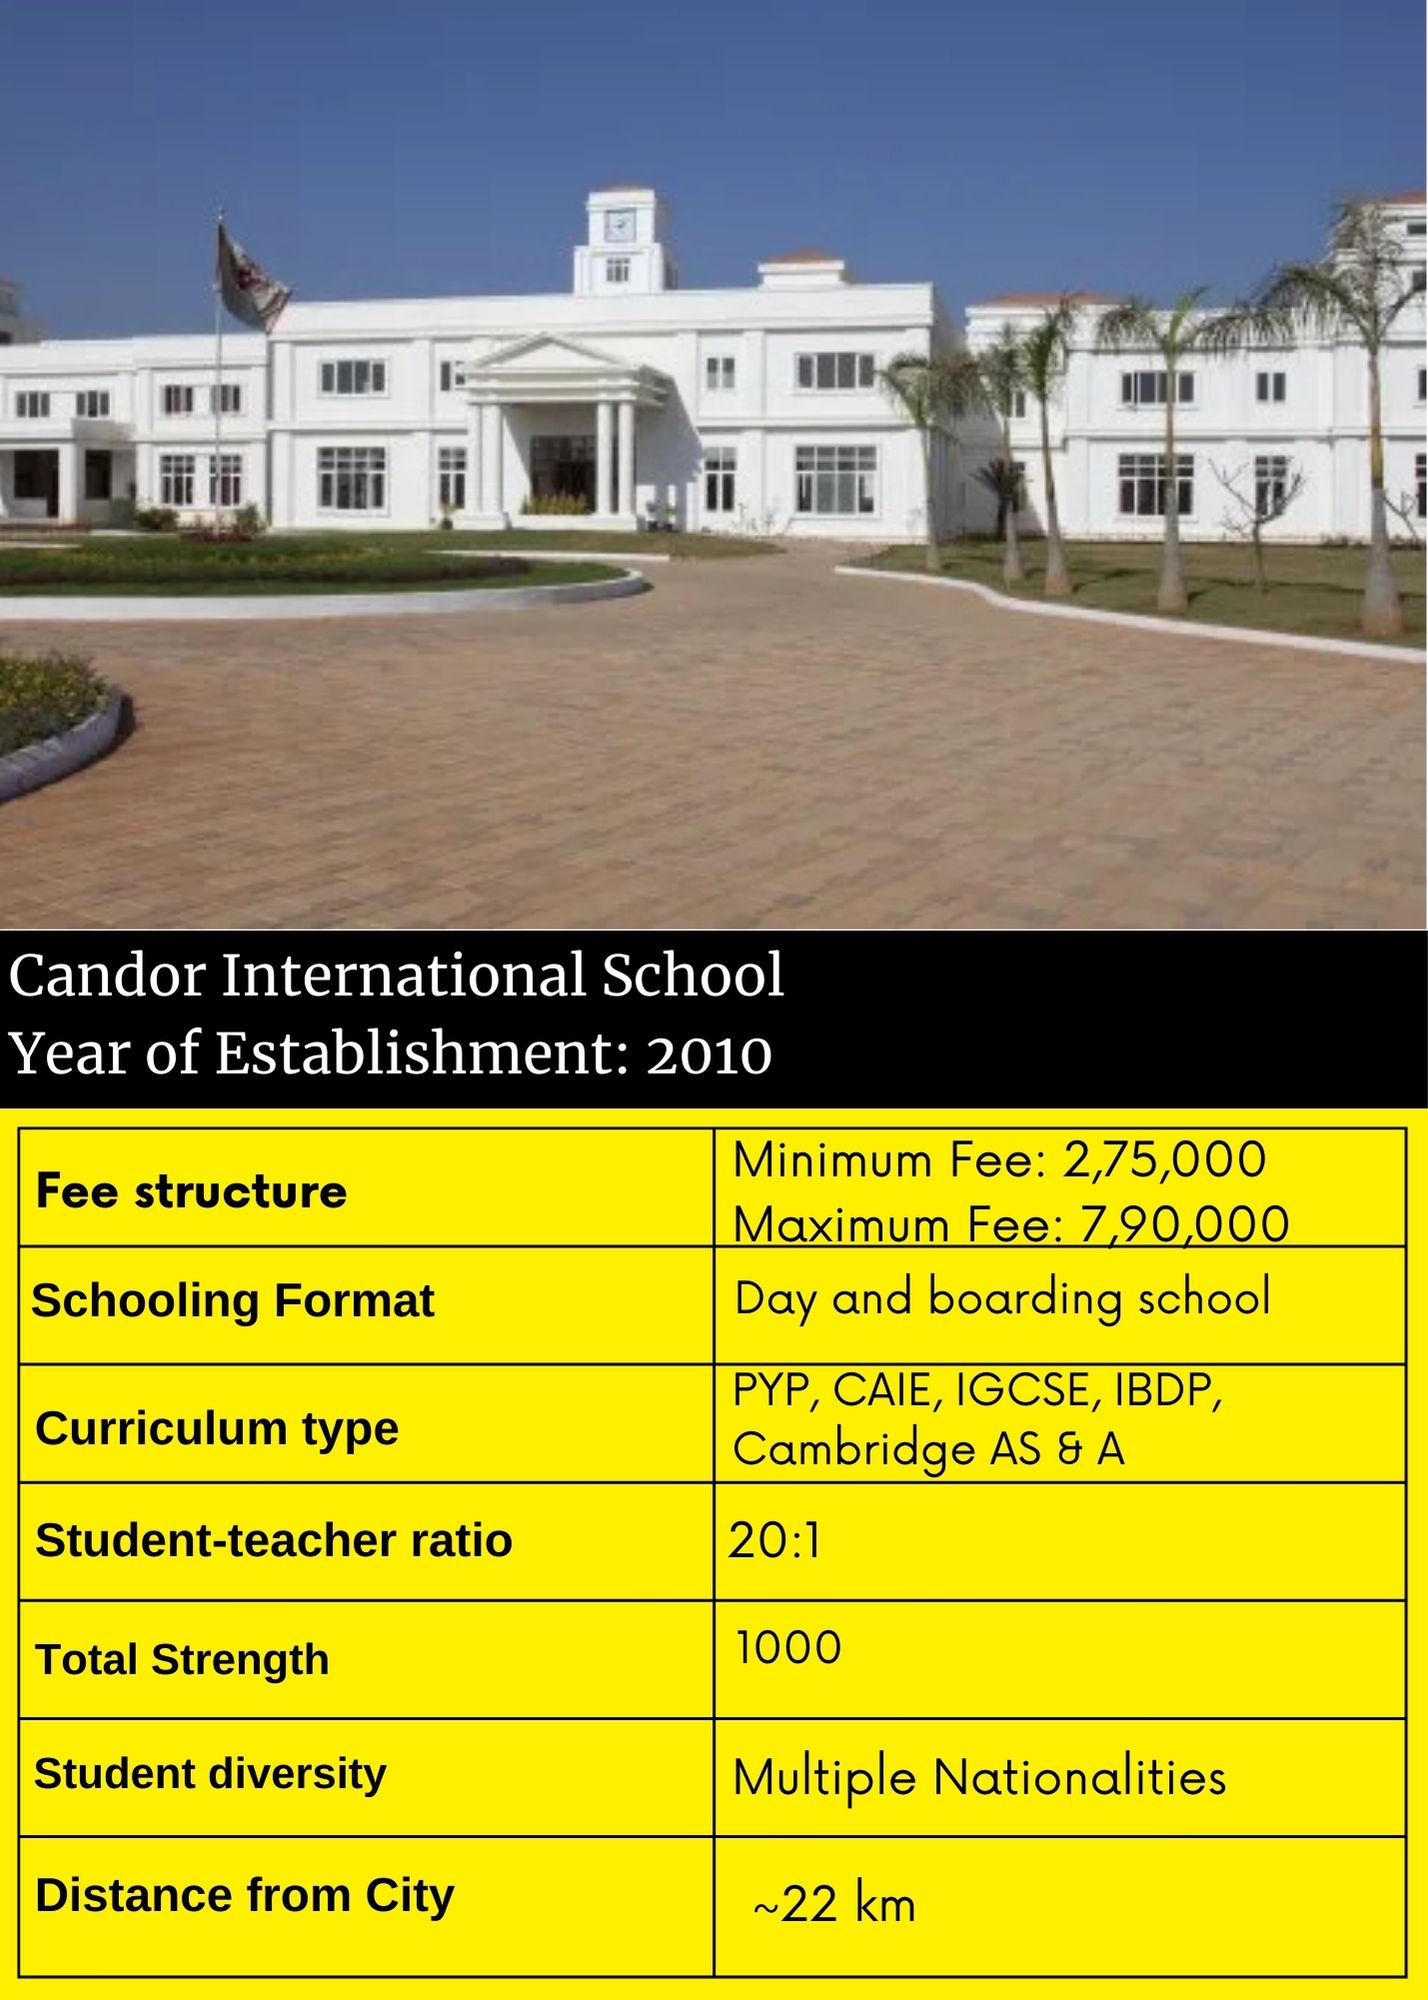 Candor International School
Year of Establishment: 2010
Fee structure
Minimum Fee: 2,75,000
Maximum Fee: 7,90,000
Schooling Format
Day and boarding school
Curriculum type
PYP, CAIE, IGCSE, IBDP,
Cambridge AS & A
Student-teacher ratio
20:1
Total Strength
1000
Student diversity
Multiple Nationalities
Distance from City
~22 km